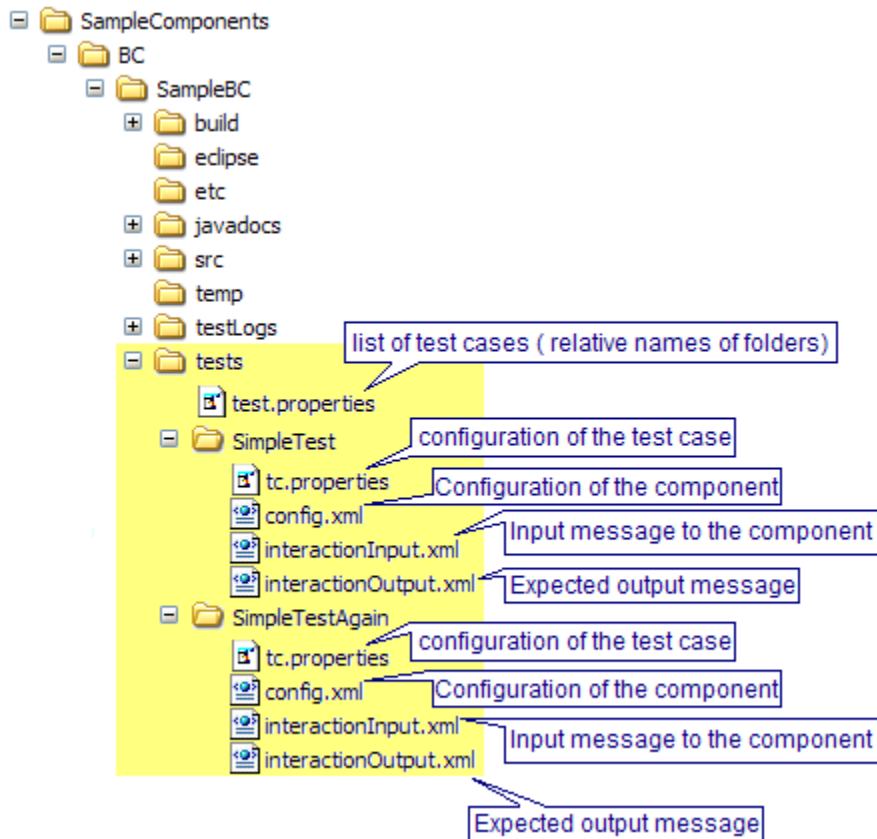 SampleComponents
BC
SampleBC
build
eclipse
etc
javadocs
src
temp
testLogs
list of test cases ( relative names of folders)
tests
test.properties
SimpleTest
configuration of the test case
tc.properties
Configuration of the component
config.xml
Input message to the component
interactionInput.xml
interactionOutput.xml
Expected output message
SimpleTestAgain
configuration of the test case
tc.properties
config.xml
Configuration of the component
interactionInput.xml
Input message to the component
interactionOutput.xml
Expected output message